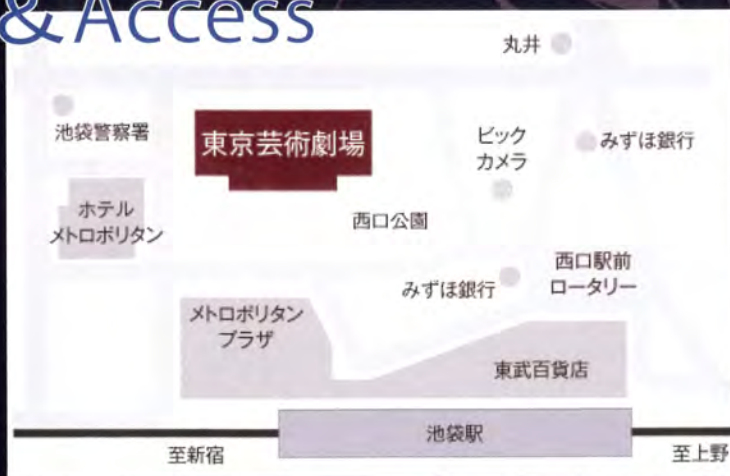 & Access
丸井
池袋警察署
東京芸術劇場
ビック
カメラ
みずほ銀行
ホテル
メトロポリタン
西口公園
西口駅前
ロータリー
みずほ銀行
メトロポリタン
プラザ
東武百貨店
池袋駅
至新宿
至上野